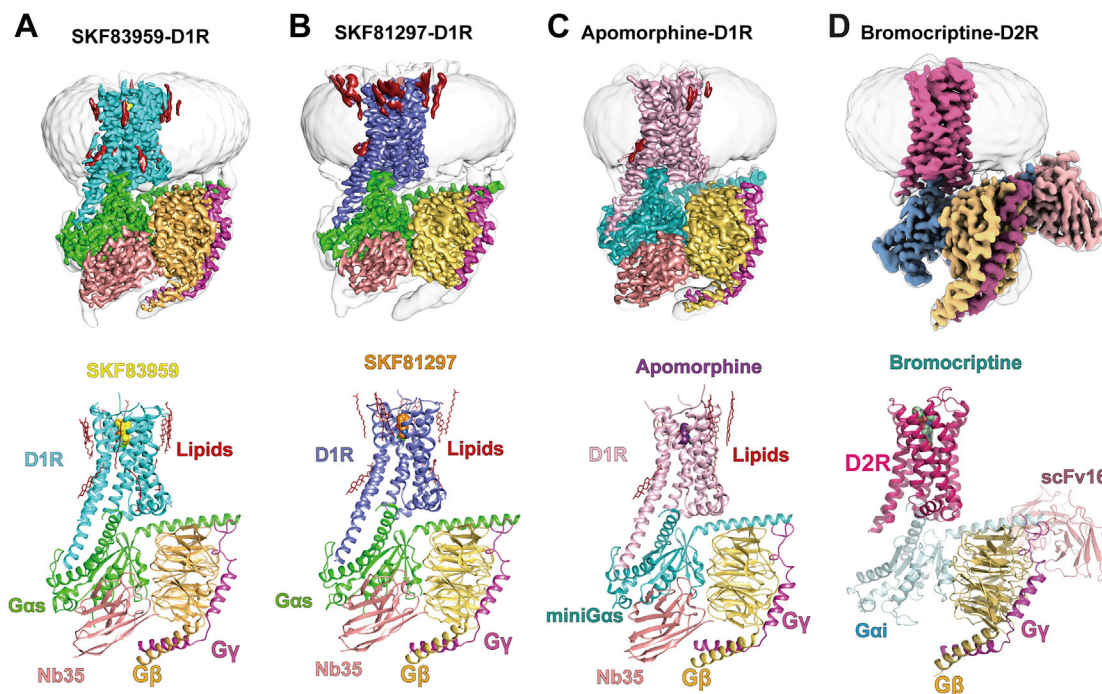 A SKF83959-D1R
B SKF81297-D1R
C Apomorphine-D1R
D Bromocriptine-D2R
SKF83959
D1R
Lipids
Gαs
Nb35
Gβ
SKF81297
D1R
Lipids
Gαs
Nb35
Gβ
Gγ
Apomorphine
D1R
Lipids
miniGαs
Nb35
Gβ
Gγ
Bromocriptine
D2R
scFv16
Gαi
Gβ
Gγ